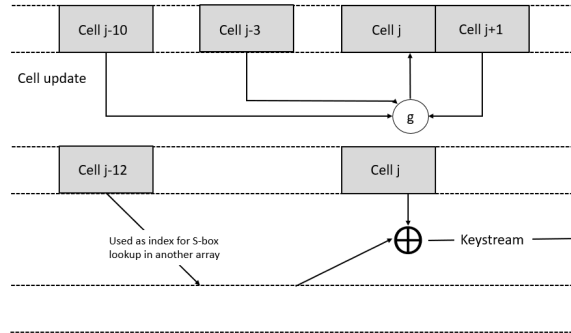 Cell j-10
Cell j-3
Cell j
Cell j+1
Cell update
g
Cell j-12
Cell j
Used as index for S-box
lookup in another array
Keystream